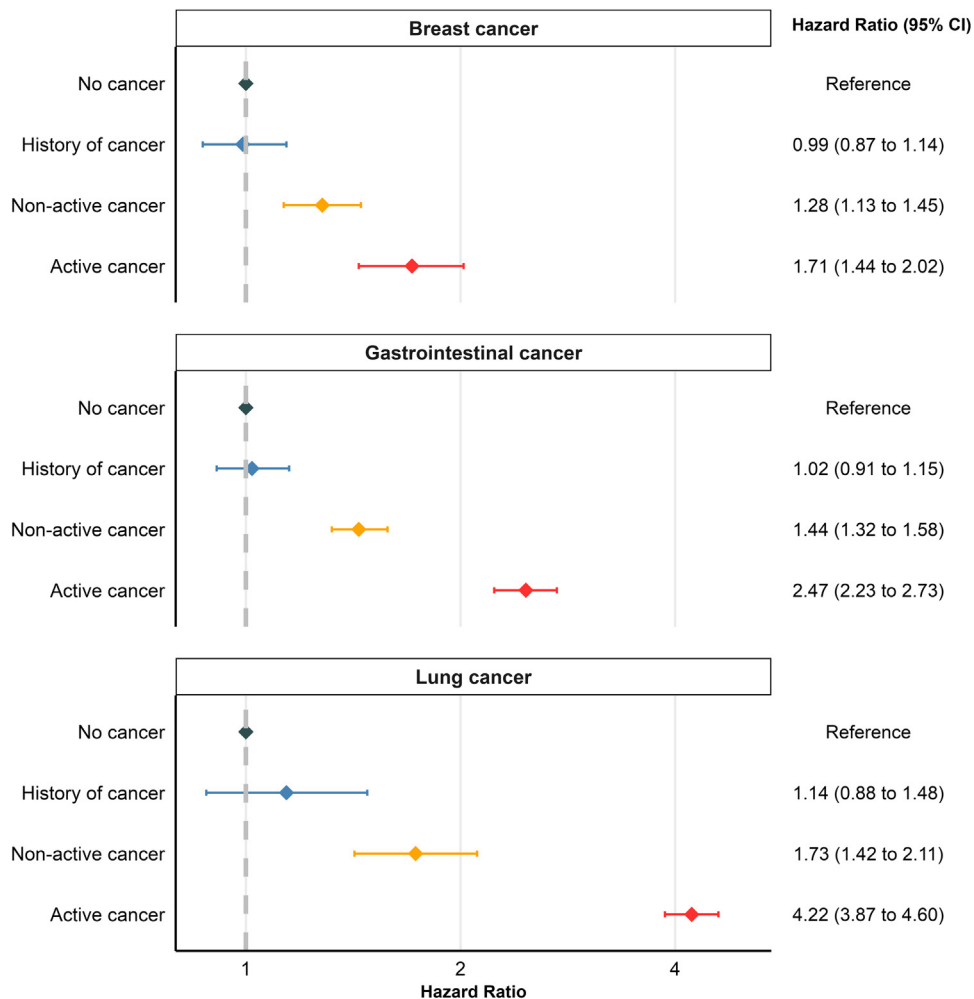 Breast cancer Hazard Ratio (95% CI)
No cancer Reference
History of cancer 0.99 (0.87 to 1.14)
Non-active cancer 1.28 (1.13 to 1.45)
Active cancer 1.71 (1.44 to 2.02)
Gastrointestinal cancer
No cancer Reference
History of cancer 1.02 (0.91 to 1.15)
Non-active cancer 1.44 (1.32 to 1.58)
Active cancer 2.47 (2.23 to 2.73)
Lung cancer
No cancer Reference
History of cancer 1.14 (0.88 to 1.48)
Non-active cancer 1.73 (1.42 to 2.11)
Active cancer 4.22 (3.87 to 4.60)
1 2 4
Hazard Ratio